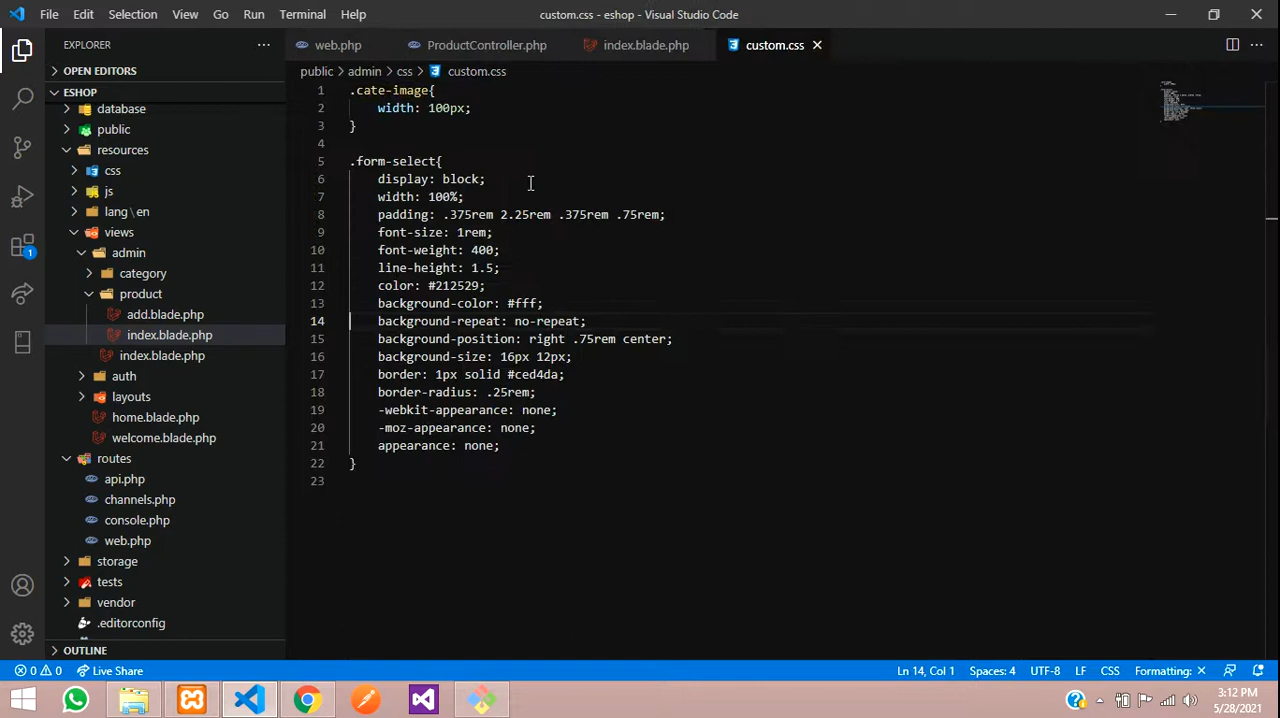 File Edit Selection View Go Run Terminal Help custom.css - eshop - Visual Studio Code
EXPLORER
web.php ProductController.php index.blade.php custom.css
OPEN EDITORS
public admin css custom.css
ESHOP
database
public
resources
css
js
lang\en
views
admin
category
product
add.blade.php
index.blade.php
index.blade.php
auth
layouts
home.blade.php
welcome.blade.php
routes
api.php
channels.php
console.php
web.php
storage
tests
vendor
.editorconfig
OUTLINE
1 .cate-image{
2 width: 100px;
3 }
4
5 .form-select{
6 display: block;
7 width: 100%;
8 padding: .375rem 2.25rem .375rem .75rem;
9 font-size: 1rem;
10 font-weight: 400;
11 line-height: 1.5;
12 color: #212529;
13 background-color: #fff;
14 background-repeat: no-repeat;
15 background-position: right .75rem center;
16 background-size: 16px 12px;
17 border: 1px solid #ced4da;
18 border-radius: .25rem;
19 -webkit-appearance: none;
20 -moz-appearance: none;
21 appearance: none;
22 }
23
1
0 0 Live Share Ln 14, Col 1 Spaces: 4 UTF-8 LF CSS Formatting: ×
3:12 PM
5/28/2021